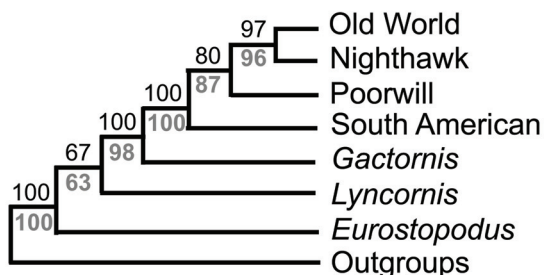 97 Old World
96 Nighthawk
80
87 Poorwill
100
100 South American
100
98 Gactornis
67
63 Lyncornis
100
100 Eurostopodus
Outgroups